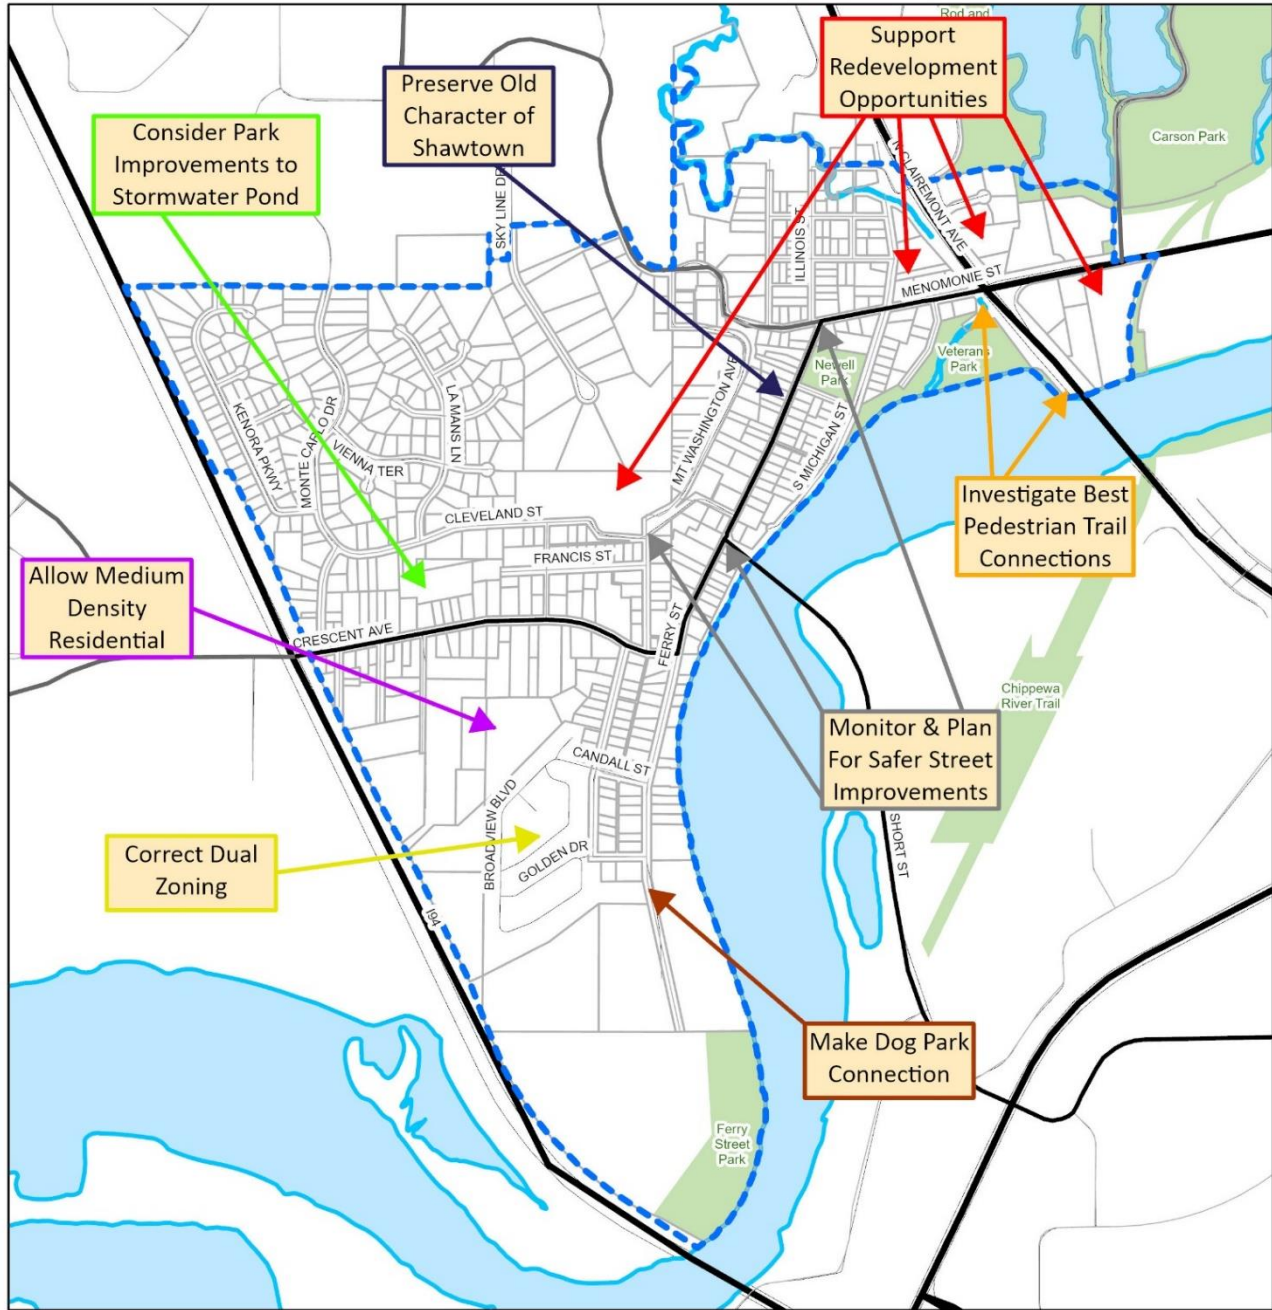 Rod and
Support
Redevelopment
Opportunities
Preserve Old
Character of
Shawtown
Consider Park
Improvements to
Stormwater Pond
Carson Park
N CLAIREMONT AVE
SKY LINE DR
ILLINOIS ST
MENOMONIE ST
Veterans
Park
Newell
Park
MT WASHINGTON AVE
S MICHIGAN ST
LA MANS LN
KENORA PKWY
MONTE CARLO DR
VIENNA TER
CLEVELAND ST
FRANCIS ST
Investigate Best
Pedestrian Trail
Connections
Allow Medium
Density
Residential
CRESCENT AVE
FERRY ST
Chippewa
River Trail
Monitor & Plan
For Safer Street
Improvements
CANDALL ST
BROADVIEW BLVD
GOLDEN DR
SHORT ST
Correct Dual
Zoning
I94
Make Dog Park
Connection
Ferry
Street
Park